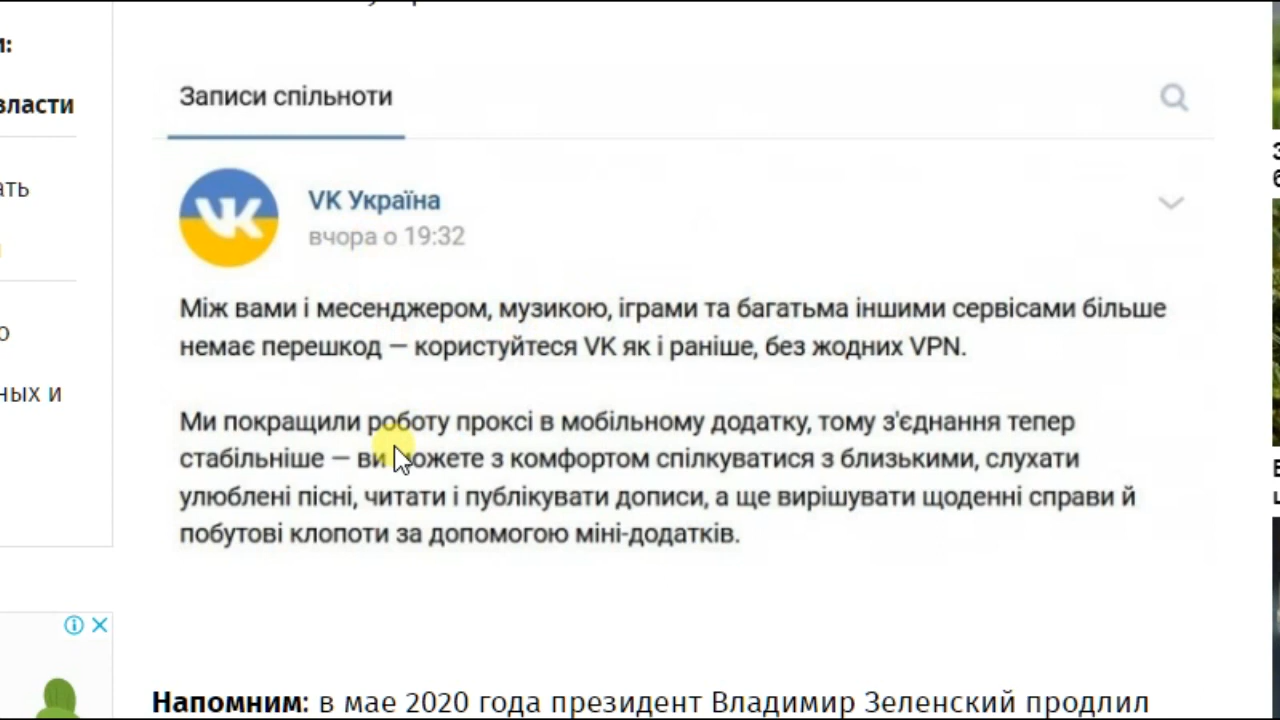 и:
власти
ать
ных и
Записи спільноти
VK Україна
вчора о 19:32
Між вами і месенджером, музикою, іграми та багатьма іншими сервісами більше
немає перешкод — користуйтеся VK як і раніше, без жодних VPN.
Ми покращили роботу проксі в мобільному додатку, тому з'єднання тепер
стабільніше — ви можете з комфортом спілкуватися з близькими, слухати
улюблені пісні, читати і публікувати дописи, а ще вирішувати щоденні справи й
побутові клопоти за допомогою міні-додатків.
Напомним: в мае 2020 года президент Владимир Зеленский продлил